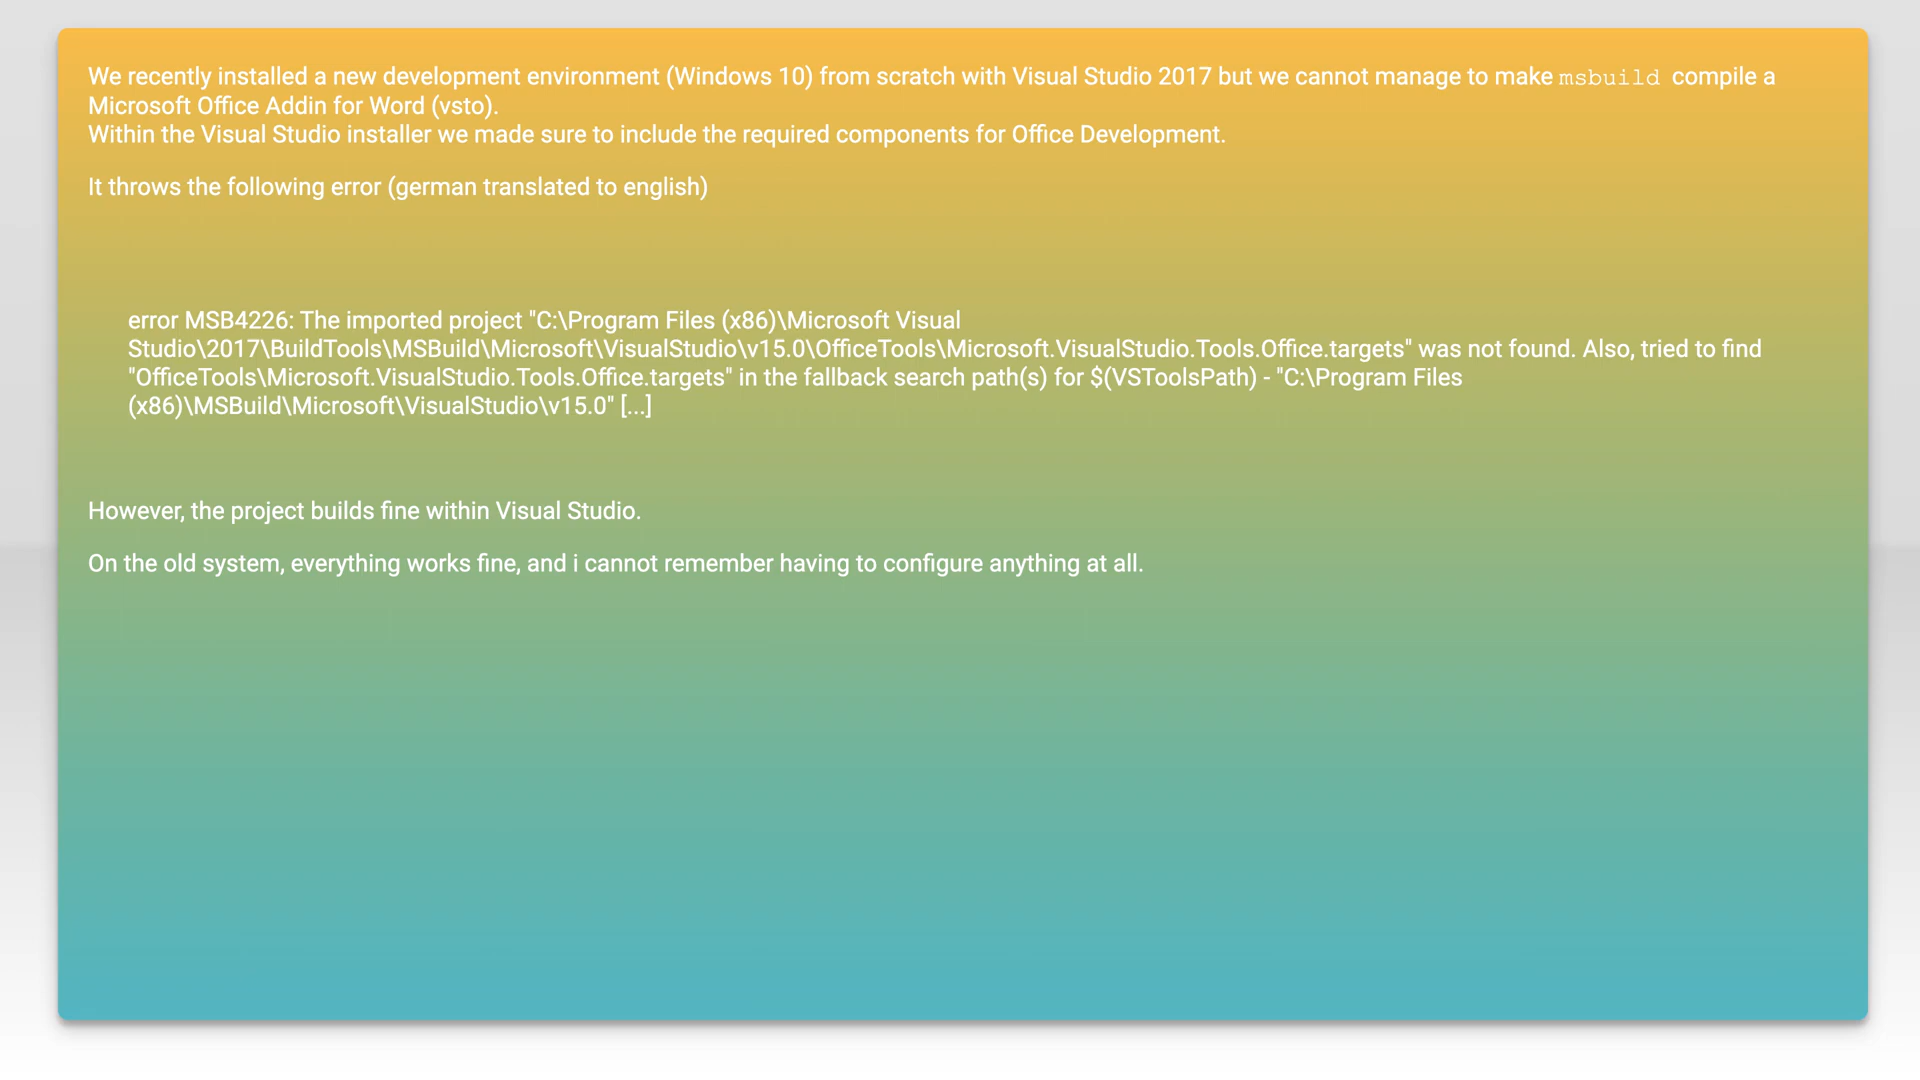 We recently installed a new development environment (Windows 10) from scratch with Visual Studio 2017 but we cannot manage to make msbuild compile a
Microsoft Office Addin for Word (vsto).
Within the Visual Studio installer we made sure to include the required components for Office Development.
It throws the following error (german translated to english)
error MSB4226: The imported project "C:\Program Files (x86)\Microsoft Visual
Studio\2017\BuildTools\MSBuild\Microsoft\VisualStudio\v15.0\OfficeTools\Microsoft.VisualStudio.Tools.Office.targets" was not found. Also, tried to find
"OfficeTools\Microsoft.VisualStudio.Tools.Office.targets" in the fallback search path(s) for $(VSToolsPath) - "C:\Program Files
(x86)\MSBuild\Microsoft\VisualStudio\v15.0" [...]
However, the project builds fine within Visual Studio.
On the old system, everything works fine, and i cannot remember having to configure anything at all.